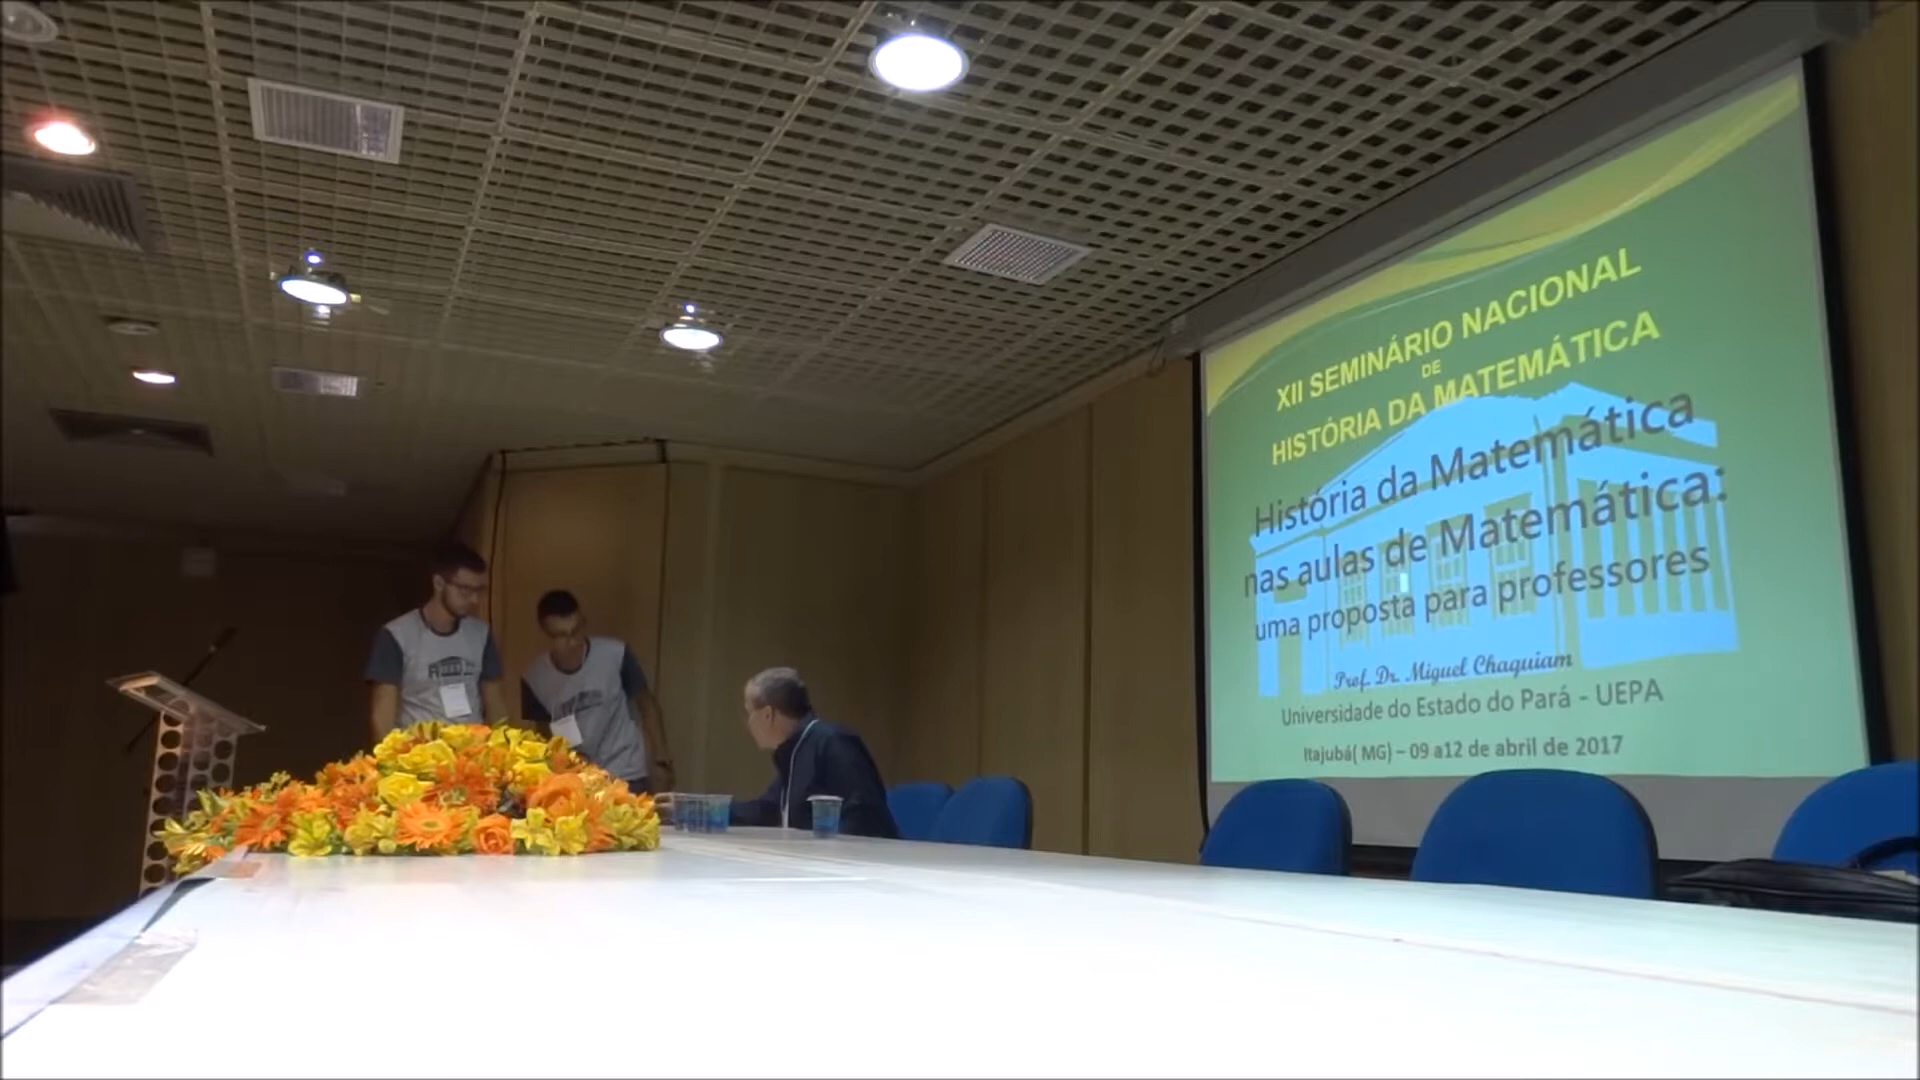 XII SEMINÁRIO NACIONAL
DE
HISTÓRIA DA MATEMÁTICA
História da Matemática
nas aulas de Matemática:
uma proposta para professores
Prof. Dr. Miguel Chaquiam
Universidade do Estado do Pará - UEPA
Itajubá( MG) – 09 a12 de abril de 2017